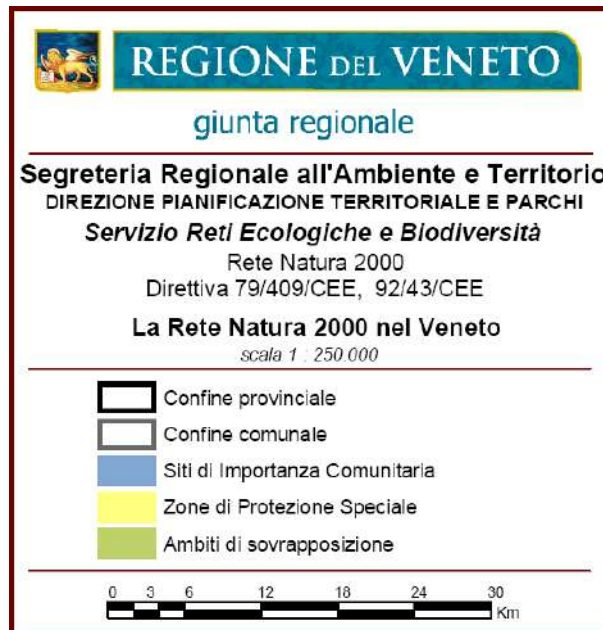 REGIONE DEL VENETO
giunta regionale
Segreteria Regionale all'Ambiente e Territorio
DIREZIONE PIANIFICAZIONE TERRITORIALE E PARCHI
Servizio Reti Ecologiche e Biodiversità
Rete Natura 2000
Direttiva 79/409/CEE, 92/43/CEE
La Rete Natura 2000 nel Veneto
scala 1 : 250.000
Confine provinciale
Confine comunale
Siti di Importanza Comunitaria
Zone di Protezione Speciale
Ambiti di sovrapposizione
0 3 6 12 18 24 30
Km